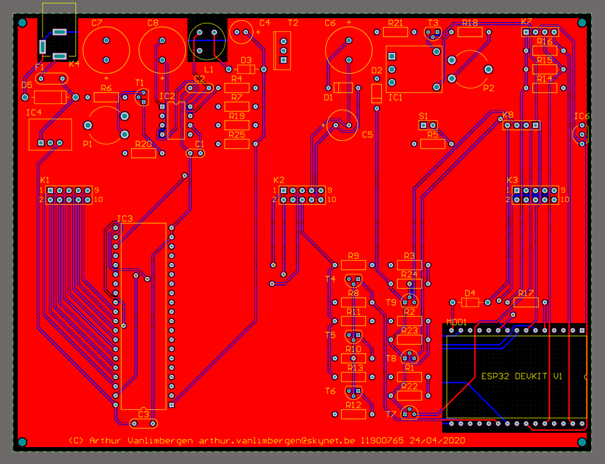 C7 C8 C4 T2 C6 R21 T3 R18 K7
K4 L1 R16
F1 D3 D2 R15
D5 R6 T1 C2 R4 D1 IC1 P2 R14
IC2 R7
IC4 R19 C5 S1 K8 IC6
P1 R20 R25 C1 R5
K1 K2 K3
1 9 1 9 1 9
2 10 2 10 2 10
IC3
R9 R3
T4 R24
R8 T9 D4 R17
R11 R2 MOD1
T5 R23
R10 T8
R13 R1 ESP32 DEVKIT V1
T6 R22
R12 T7
C3
(C) Arthur Vanlimbergen arthur.vanlimbergen@skynet.be 11900765 24/04/2020